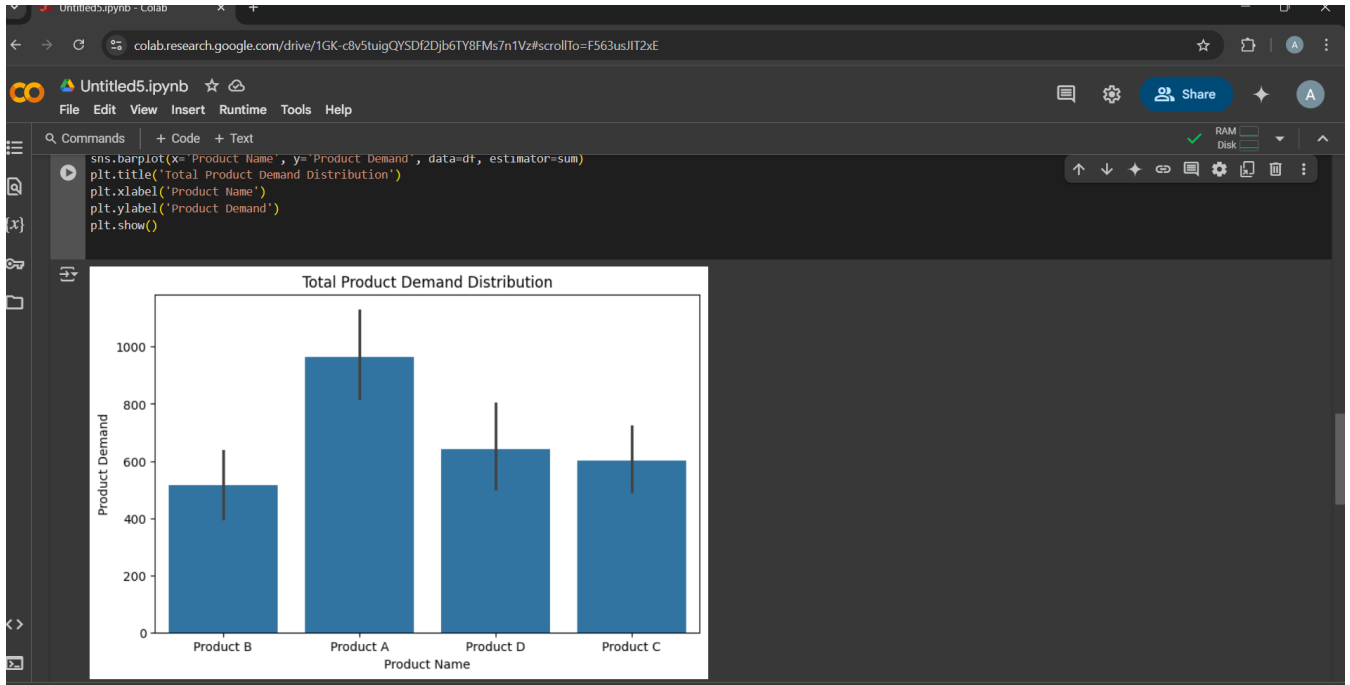 Untitled5.ipynb - Colab
colab.research.google.com/drive/1GK-c8v5tuigQYSDf2Djb6TY8FMs7n1Vz#scrollTo=F563usJIT2xE
A
CO
Untitled5.ipynb
File Edit View Insert Runtime Tools Help
Share
A
Commands + Code + Text
RAM
Disk
sns.barplot(x='Product Name', y='Product Demand', data=df, estimator=sum)
plt.title('Total Product Demand Distribution')
plt.xlabel('Product Name')
plt.ylabel('Product Demand')
plt.show()
{x}
Total Product Demand Distribution
1000
800
600
400
200
0
Product Demand
Product B Product A Product D Product C
Product Name